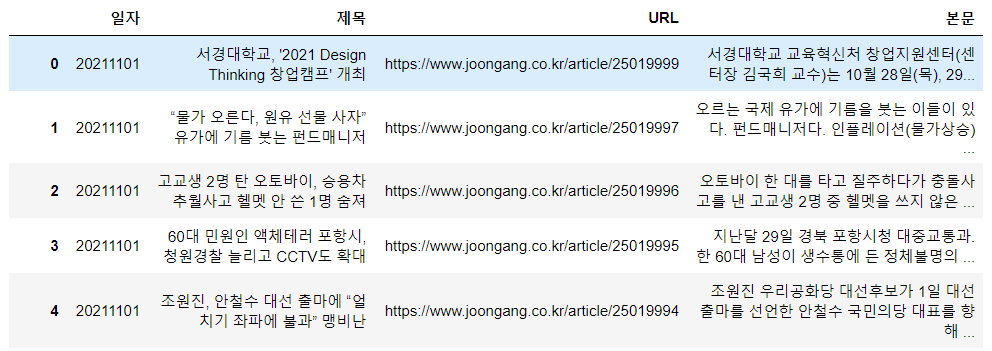 일자 제목 URL 본문
0 20211101 서경대학교, '2021 Design Thinking 창업캠프' 개최 https://www.joongang.co.kr/article/25019999 서경대학교 교육혁신처 창업지원센터(센터장 김국희 교수)는 10월 28일(목), 29...
1 20211101 “물가 오른다, 원유 선물 사자” 유가에 기름 붓는 펀드매니저 https://www.joongang.co.kr/article/25019997 오르는 국제 유가에 기름을 붓는 이들이 있다. 펀드매니저다. 인플레이션(물가상승) ...
2 20211101 고교생 2명 탄 오토바이, 승용차 추월사고 헬멧 안 쓴 1명 숨져 https://www.joongang.co.kr/article/25019996 오토바이 한 대를 타고 질주하다가 충돌사고를 낸 고교생 2명 중 헬멧을 쓰지 않은 ...
3 20211101 60대 민원인 액체테러 포항시, 청원경찰 늘리고 CCTV도 확대 https://www.joongang.co.kr/article/25019995 지난달 29일 경북 포항시청 대중교통과. 한 60대 남성이 생수통에 든 정체불명의 ...
4 20211101 조원진, 안철수 대선 출마에 “얼치기 좌파에 불과” 맹비난 https://www.joongang.co.kr/article/25019994 조원진 우리공화당 대선후보가 1일 대선 출마를 선언한 안철수 국민의당 대표를 향해 ...